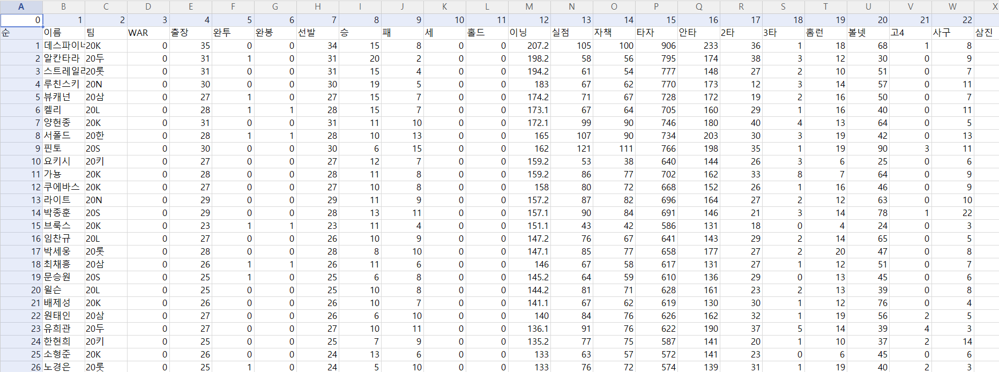 A B C D E F G H I J K L M N O P Q R S T U V W X
0 1 2 3 4 5 6 7 8 9 10 11 12 13 14 15 16 17 18 19 20 21 22
순 이름 팀 WAR 출장 완투 완봉 선발 승 패 세 홀드 이닝 실점 자책 타자 안타 2타 3타 홈런 볼넷 고4 사구 삼진
1 데스파이네 20K 0 35 0 0 34 15 8 0 0 207.2 105 100 906 233 36 1 18 68 1 8
2 알칸타라 20두 0 31 1 0 31 20 2 0 0 198.2 58 56 795 174 38 3 12 30 0 9
3 스트레일리 20롯 0 31 0 0 31 15 4 0 0 194.2 61 54 777 148 27 2 10 51 0 7
4 루친스키 20N 0 30 0 0 30 19 5 0 0 183 67 62 770 173 12 3 14 57 0 11
5 뷰캐넌 20삼 0 27 1 0 27 15 7 0 0 174.2 71 67 728 172 19 2 16 50 0 7
6 켈리 20L 0 28 1 1 28 15 7 0 0 173.1 67 64 705 160 29 1 16 40 0 11
7 양현종 20K 0 31 0 0 31 11 10 0 0 172.1 99 90 746 180 40 4 13 64 0 5
8 서폴드 20한 0 28 1 1 28 10 13 0 0 165 107 90 734 203 30 3 19 42 0 13
9 핀토 20S 0 30 0 0 30 6 15 0 0 162 121 111 766 198 35 1 19 90 3 11
10 요키시 20키 0 27 0 0 27 12 7 0 0 159.2 53 38 640 144 26 3 6 25 0 6
11 가뇽 20K 0 28 0 0 28 11 8 0 0 159.2 86 77 702 162 33 8 7 64 0 9
12 쿠에바스 20K 0 27 0 0 27 10 8 0 0 158 80 72 668 152 26 1 16 46 0 9
13 라이트 20N 0 29 0 0 29 11 9 0 0 157.2 87 82 696 164 27 2 12 63 0 10
14 박종훈 20S 0 29 0 0 28 13 11 0 0 157.1 90 84 691 146 21 3 14 78 1 22
15 브룩스 20K 0 23 1 1 23 11 4 0 0 151.1 43 42 586 131 18 0 4 24 0 3
16 임찬규 20L 0 27 0 0 26 10 9 0 0 147.2 76 67 641 143 29 2 14 65 0 5
17 박세웅 20롯 0 28 0 0 28 8 10 0 0 147.1 85 77 658 177 27 2 20 47 0 8
18 최채흥 20삼 0 26 1 1 26 11 6 0 0 146 67 58 617 131 27 1 12 51 0 7
19 문승원 20S 0 25 1 0 25 6 8 0 0 145.2 64 59 610 136 29 0 13 45 0 6
20 윌슨 20L 0 25 0 0 25 10 8 0 0 144.2 81 71 628 161 23 2 13 39 0 8
21 배제성 20K 0 26 0 0 26 10 7 0 0 141.1 67 62 619 130 30 1 12 76 0 4
22 원태인 20삼 0 27 0 0 26 6 10 0 0 140 84 76 626 162 32 1 19 56 2 5
23 유희관 20두 0 27 0 0 27 10 11 0 0 136.1 91 76 622 190 37 5 14 39 4 3
24 한현희 20키 0 25 0 0 25 7 9 0 0 135.2 77 75 587 141 20 1 10 37 2 14
25 소형준 20K 0 26 0 0 24 13 6 0 0 133 63 57 572 141 23 0 6 45 0 6
26 노경은 20롯 0 25 1 0 24 5 10 0 0 133 76 72 574 139 31 1 19 40 2 3